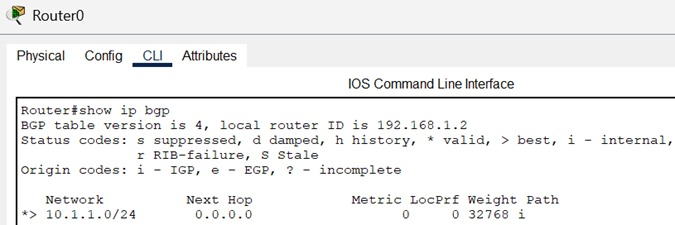 Router0
Physical Config CLI Attributes
IOS Command Line Interface
Router#show ip bgp
BGP table version is 4, local router ID is 192.168.1.2
Status codes: s suppressed, d damped, h history, * valid, > best, i - internal,
              r RIB-failure, S Stale
Origin codes: i - IGP, e - EGP, ? - incomplete
   Network          Next Hop            Metric LocPrf Weight Path
*> 10.1.1.0/24      0.0.0.0                  0      0 32768 i